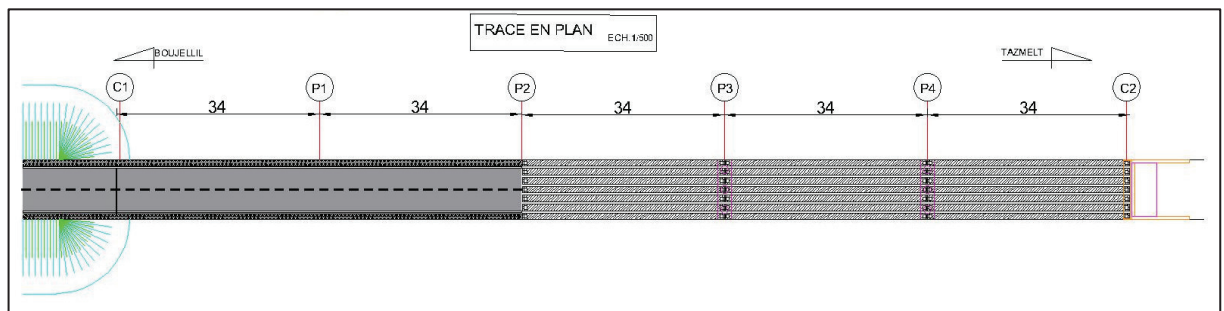 TRACE EN PLAN ECH.1/500
BOUJELLIL TAZMELT
C1 P1 P2 P3 P4 C2
34 34 34 34 34